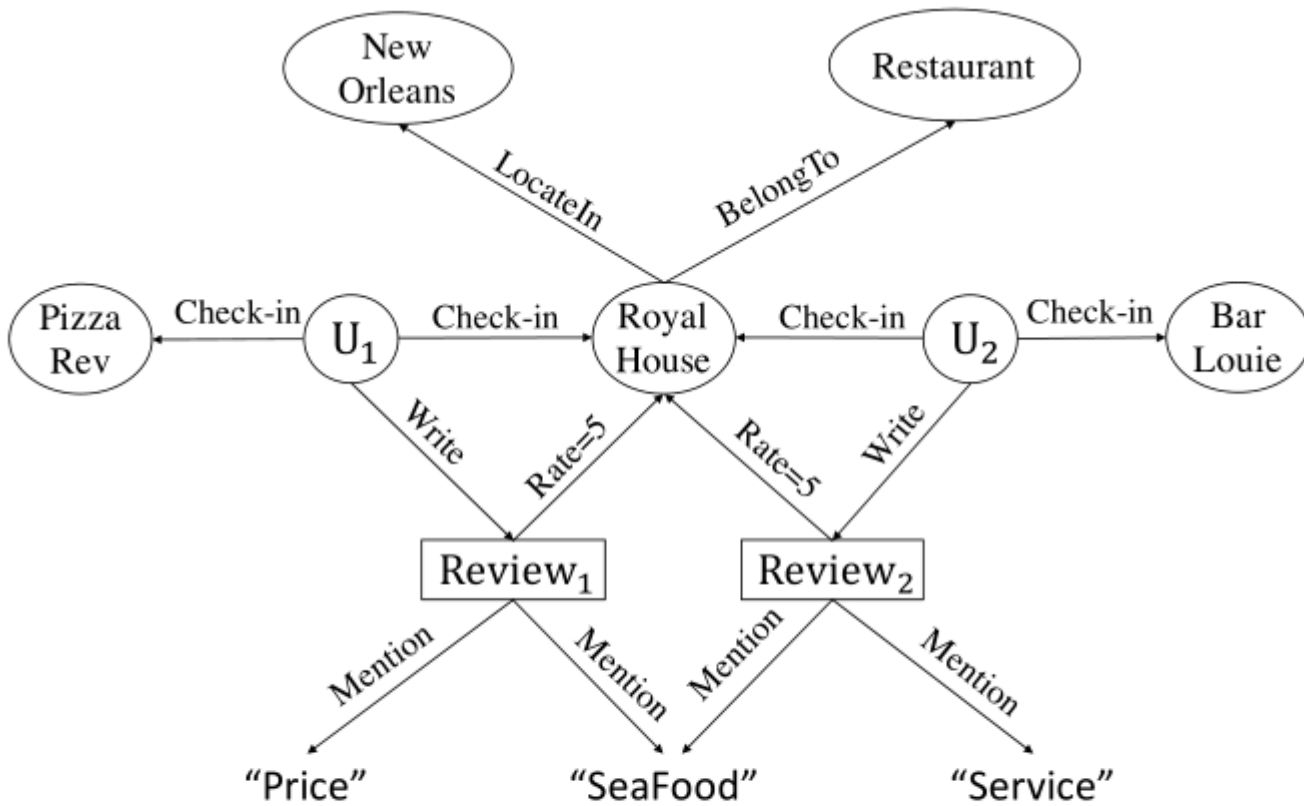 New
Orleans
Restaurant
LocateIn
BelongTo
Pizza
Rev
Check-in
U₁
Check-in
Royal
House
Check-in
U₂
Check-in
Bar
Louie
Write
Rate=5
Rate=5
Write
Review₁
Review₂
Mention
Mention
Mention
Mention
“Price”
“SeaFood”
“Service”